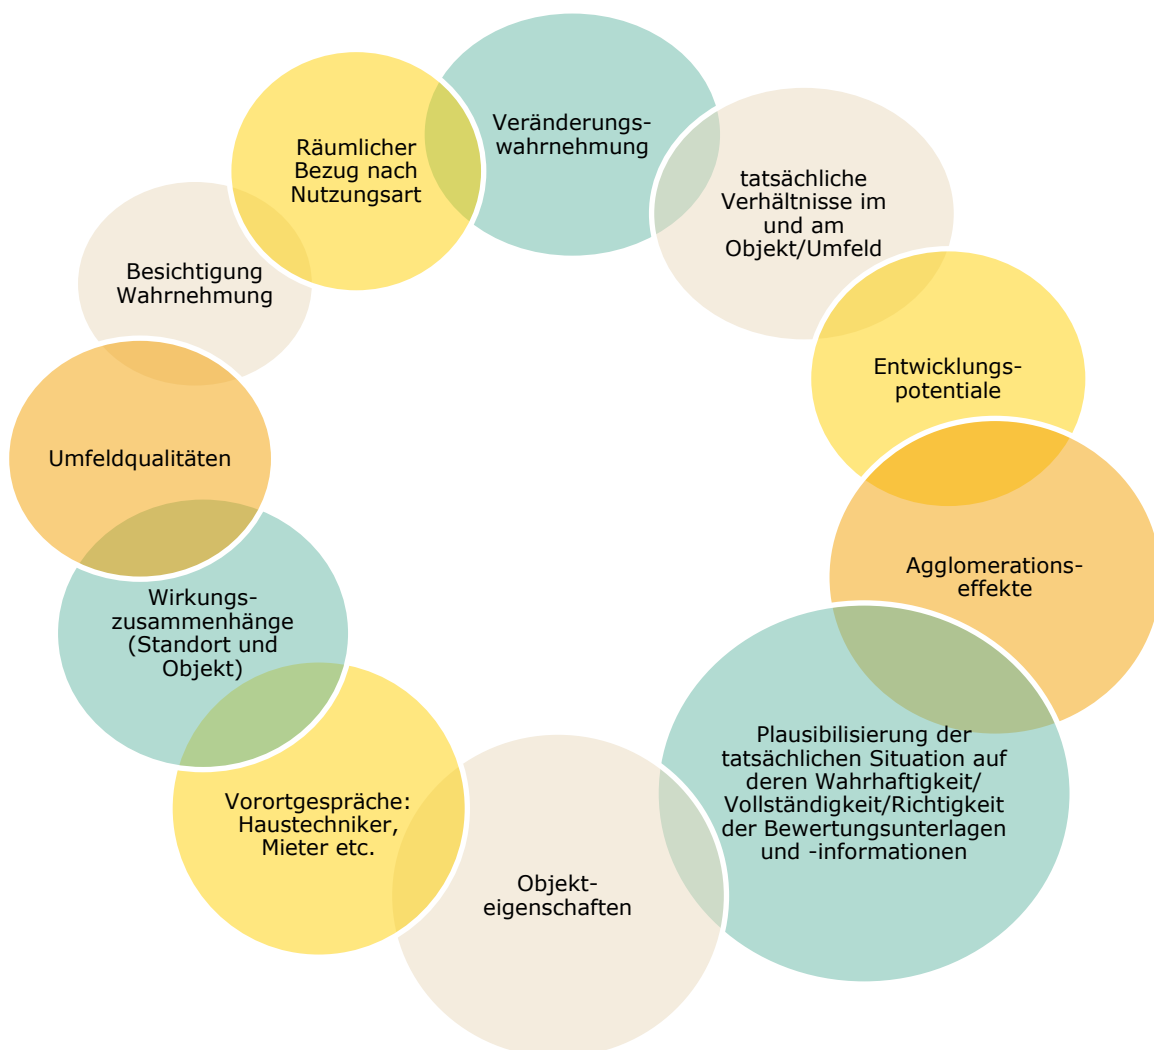 Veränderungs-
wahrnehmung
tatsächliche
Verhältnisse im
und am
Objekt/Umfeld
Entwicklungs-
potentiale
Agglomerations-
effekte
Plausibilisierung der
tatsächlichen Situation auf
deren Wahrhaftigkeit/
Vollständigkeit/Richtigkeit
der Bewertungsunterlagen
und -informationen
Objekt-
eigenschaften
Vorortgespräche:
Haustechniker,
Mieter etc.
Wirkungs-
zusammenhänge
(Standort und
Objekt)
Umfeldqualitäten
Besichtigung
Wahrnehmung
Räumlicher
Bezug nach
Nutzungsart